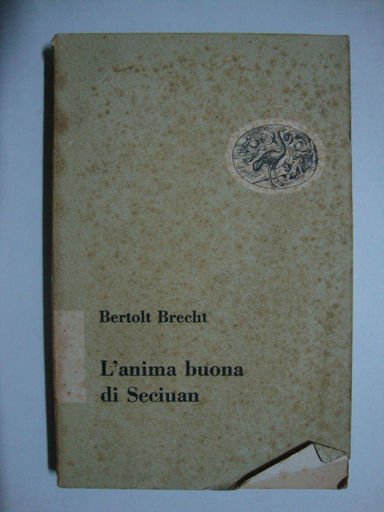 Bertolt Brecht
L'anima buona
di Seciuan